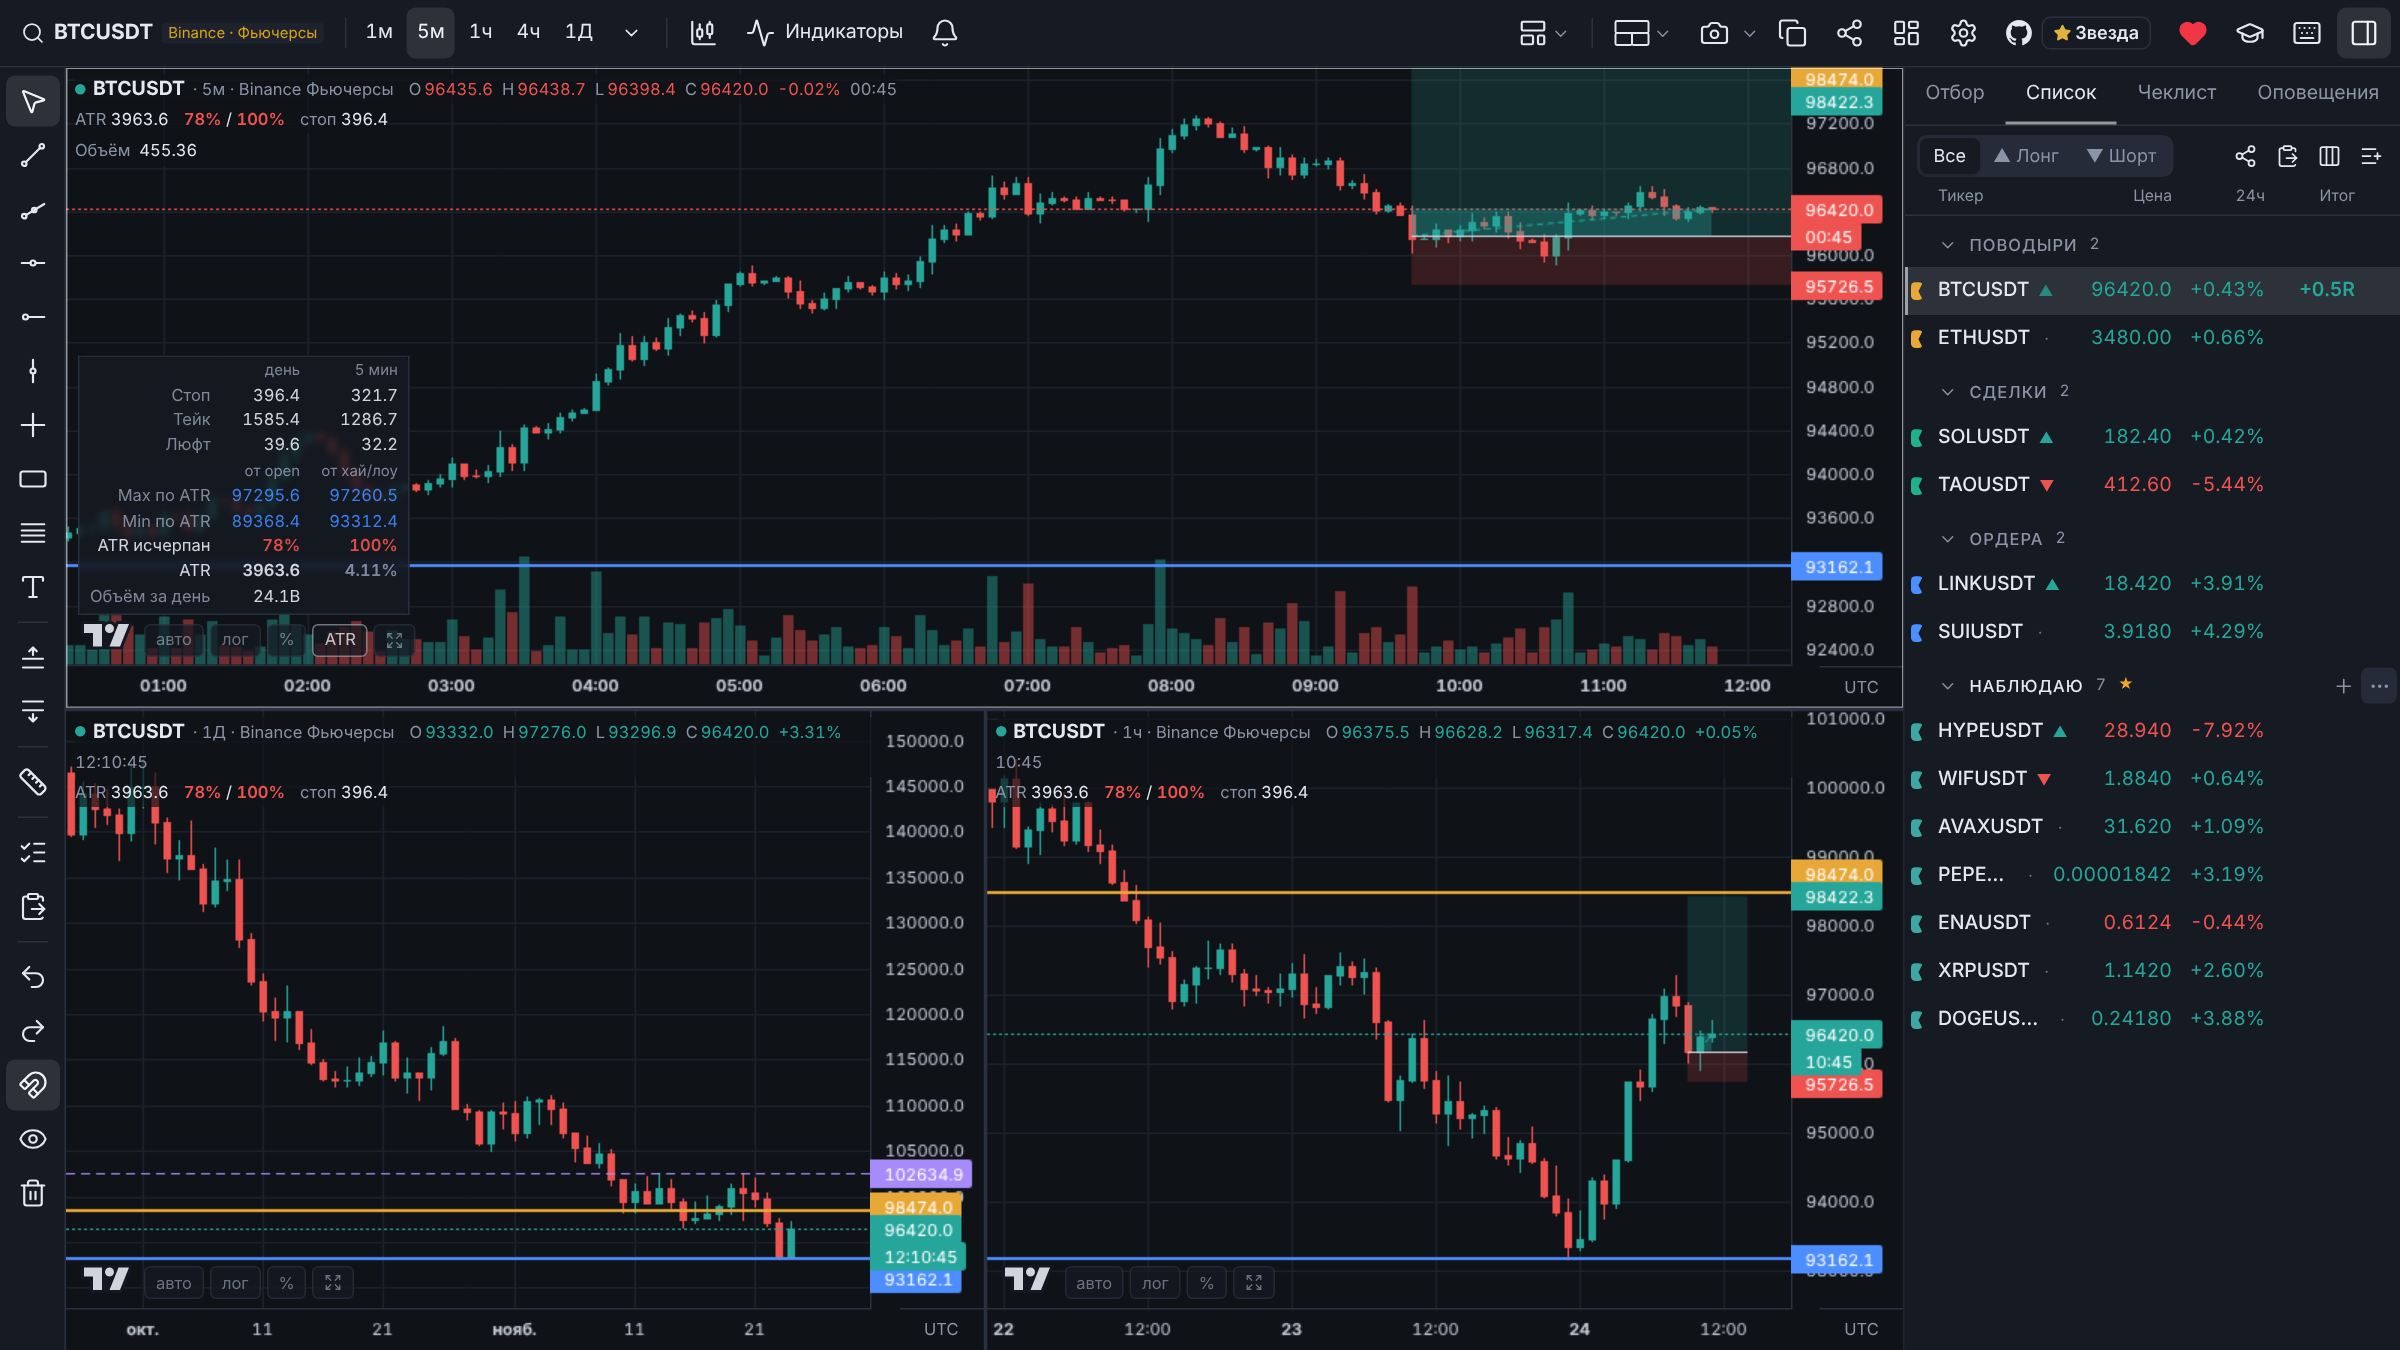 BTCUSDT Binance · Фьючерсы 1м 5м 1ч 4ч 1Д Индикаторы Звезда
BTCUSDT · 5м · Binance Фьючерсы O 96435.6 H 96438.7 L 96398.4 C 96420.0 -0.02% 00:45
ATR 3963.6 78% / 100% стоп 396.4
Объём 455.36
98474.0
98422.3
97200.0
96800.0
96420.0
00:45
96000.0
95726.5
95200.0
94800.0
94400.0
94000.0
93600.0
93162.1
92800.0
92400.0
день 5 мин
Стоп 396.4 321.7
Тейк 1585.4 1286.7
Люфт 39.6 32.2
от open от хай/лоу
Max по ATR 97295.6 97260.5
Min по ATR 89368.4 93312.4
ATR исчерпан 78% 100%
ATR 3963.6 4.11%
Объём за день 24.1B
авто лог % ATR
01:00 02:00 03:00 04:00 05:00 06:00 07:00 08:00 09:00 10:00 11:00 12:00 UTC
BTCUSDT · 1Д · Binance Фьючерсы O 93332.0 H 97276.0 L 93296.9 C 96420.0 +3.31%
12:10:45
ATR 3963.6 78% / 100% стоп 396.4
150000.0
145000.0
140000.0
135000.0
130000.0
125000.0
120000.0
115000.0
110000.0
105000.0
102634.9
98474.0
96420.0
12:10:45
93162.1
авто лог %
окт. 11 21 нояб. 11 21 UTC
BTCUSDT · 1ч · Binance Фьючерсы O 96375.5 H 96628.2 L 96317.4 C 96420.0 +0.05%
10:45
ATR 3963.6 78% / 100% стоп 396.4
101000.0
100000.0
99000.0
98474.0
98422.3
98000.0
97000.0
96420.0
10:45
95726.5
95000.0
94000.0
93162.1
авто лог %
22 12:00 23 12:00 24 12:00 UTC
Отбор Список Чеклист Оповещения
Все Лонг Шорт
Тикер Цена 24ч Итог
ПОВОДЫРИ 2
BTCUSDT 96420.0 +0.43% +0.5R
ETHUSDT · 3480.00 +0.66%
СДЕЛКИ 2
SOLUSDT 182.40 +0.42%
TAOUSDT 412.60 -5.44%
ОРДЕРА 2
LINKUSDT 18.420 +3.91%
SUIUSDT · 3.9180 +4.29%
НАБЛЮДАЮ 7
HYPEUSDT 28.940 -7.92%
WIFUSDT 1.8840 +0.64%
AVAXUSDT · 31.620 +1.09%
PEPE... · 0.00001842 +3.19%
ENAUSDT · 0.6124 -0.44%
XRPUSDT · 1.1420 +2.60%
DOGEUS... · 0.24180 +3.88%